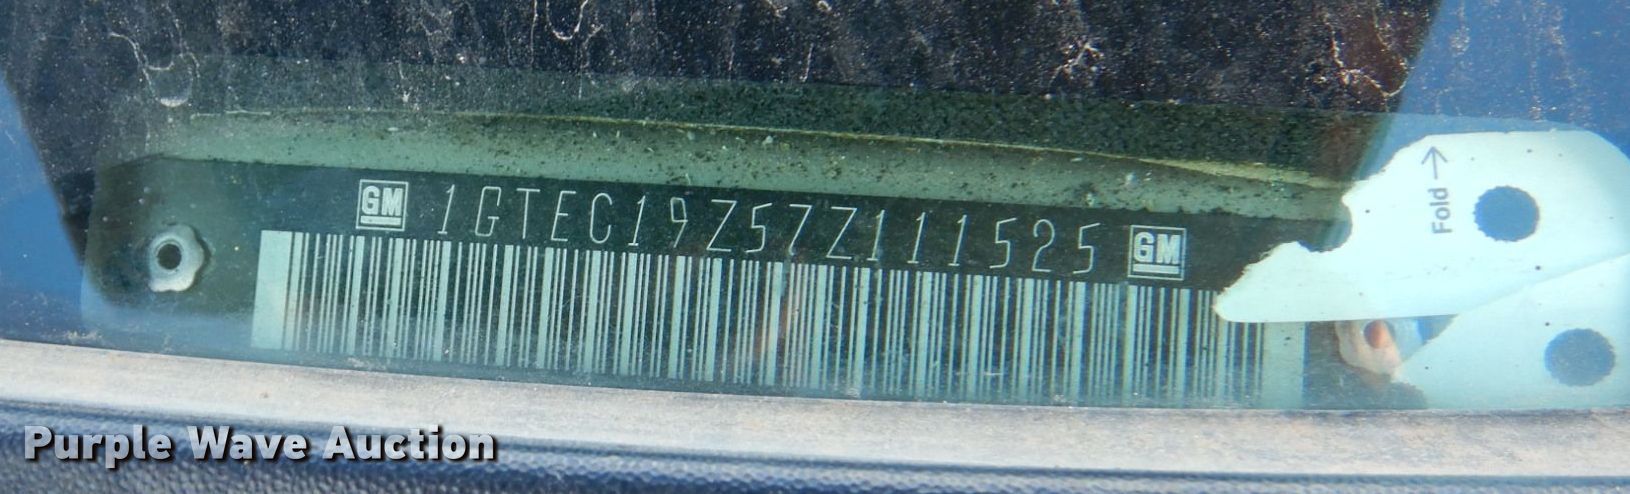 Fold →
GM 1GTEC19Z57Z111525 GM
Purple Wave Auction